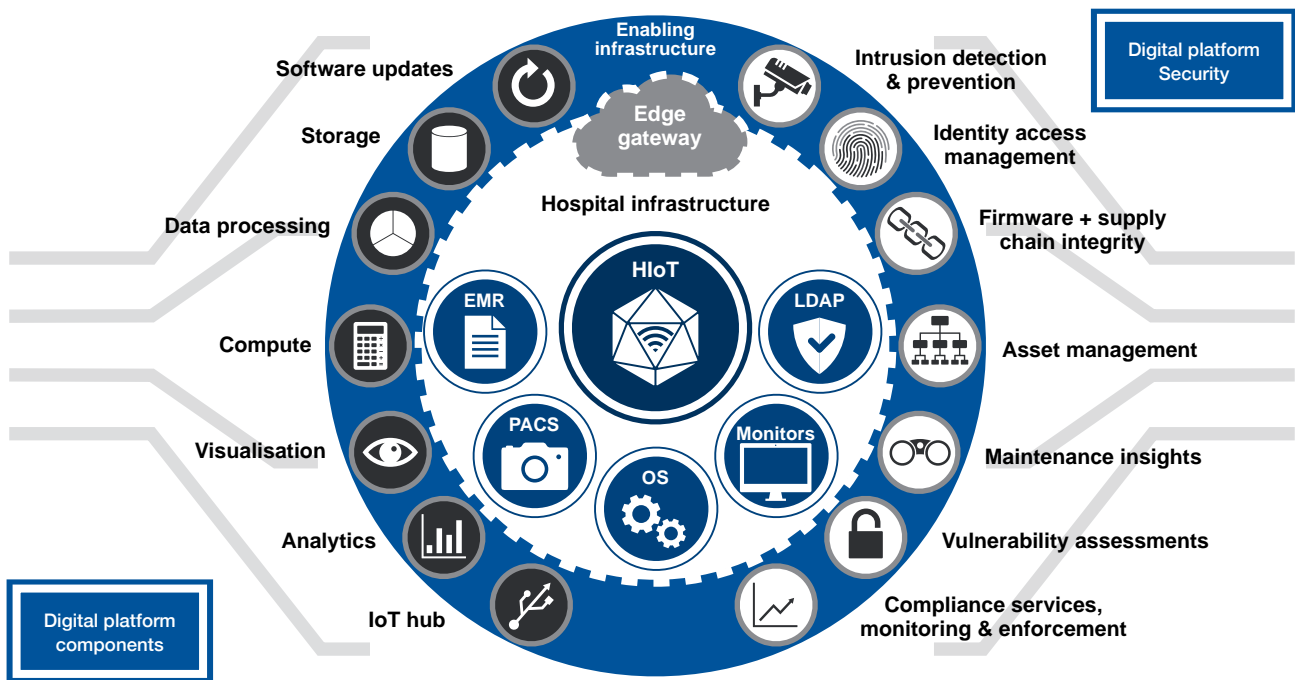 Enabling
infrastructure
Digital platform
Security
Software updates
Intrusion detection
& prevention
Edge
gateway
Storage
Identity access
management
Hospital infrastructure
Data processing
Firmware + supply
chain integrity
HIoT
EMR
LDAP
Compute
Asset management
PACS
Monitors
Visualisation
Maintenance insights
OS
Analytics
Vulnerability assessments
IoT hub
Compliance services,
monitoring & enforcement
Digital platform
components